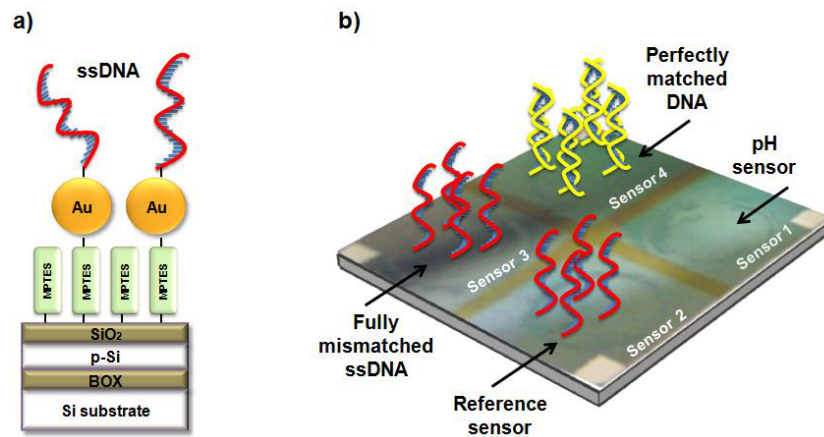 a)
ssDNA
Au
Au
MPTES
MPTES
MPTES
MPTES
SiO₂
p-Si
BOX
Si substrate
b)
Perfectly
matched
DNA
pH
sensor
Sensor 4
Sensor 1
Sensor 3
Sensor 2
Fully
mismatched
ssDNA
Reference
sensor